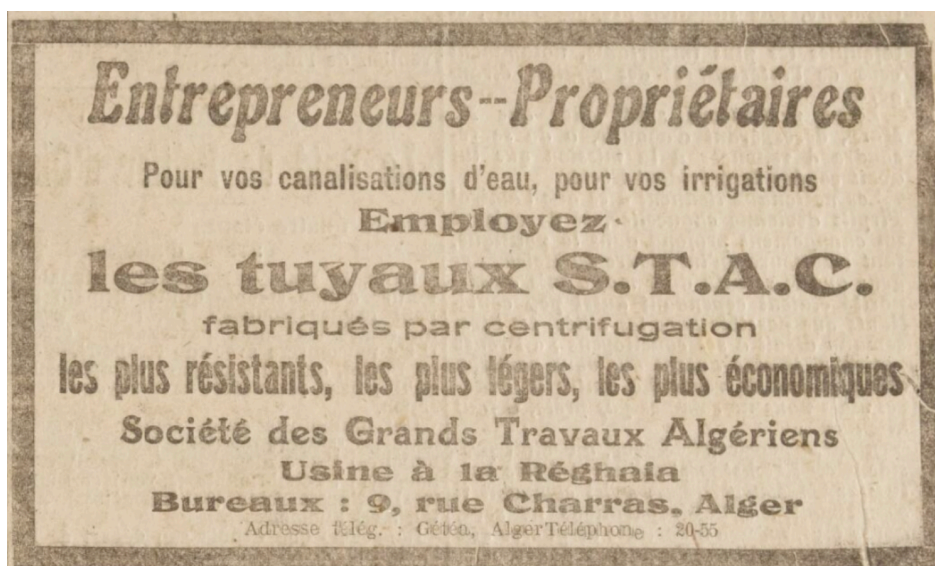 Entrepreneurs--Propriétaires
Pour vos canalisations d'eau, pour vos irrigations
Employez
les tuyaux S.T.A.C.
fabriqués par centrifugation
les plus résistants, les plus légers, les plus économiques
Société des Grands Travaux Algériens
Usine à la Réghaia
Bureaux : 9, rue Charras, Alger
Adresse télég. : Gétéa, Alger Téléphone : 20-55